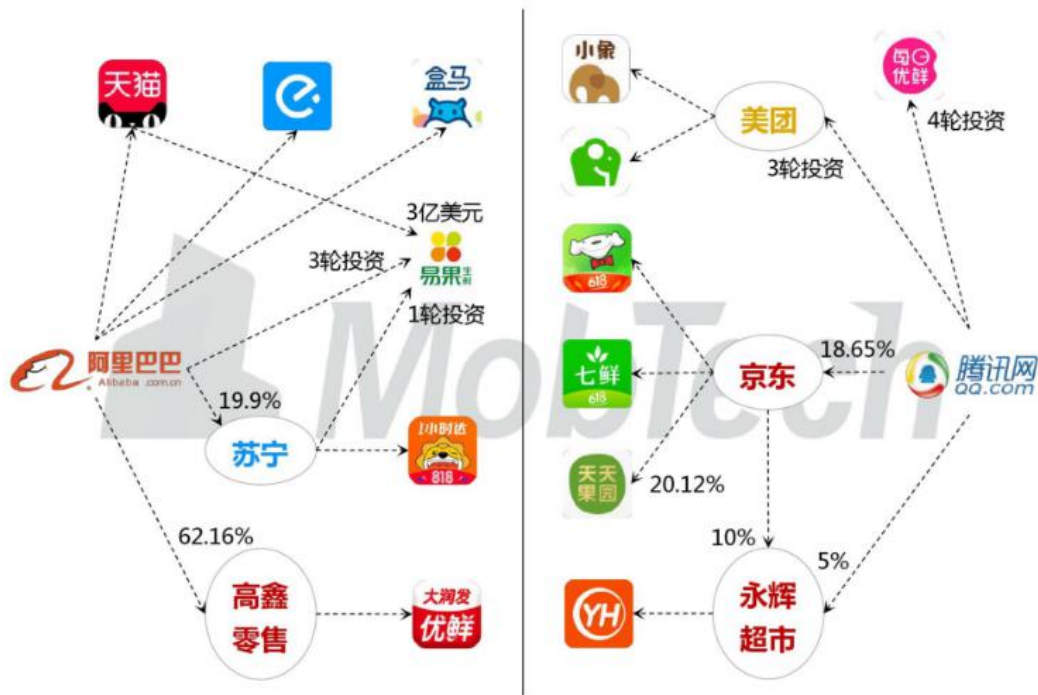 天猫
盒马
3亿美元
易果生鲜
3轮投资
1轮投资
阿里巴巴
Alibaba.com.cn
19.9%
苏宁
1小时达
818
62.16%
高鑫
零售
大润发
优鲜
小象
每日
优鲜
美团
4轮投资
3轮投资
618
七鲜
618
京东
18.65%
腾讯网
QQ.com
天天
果园
20.12%
10%
5%
YH
永辉
超市
MobTech